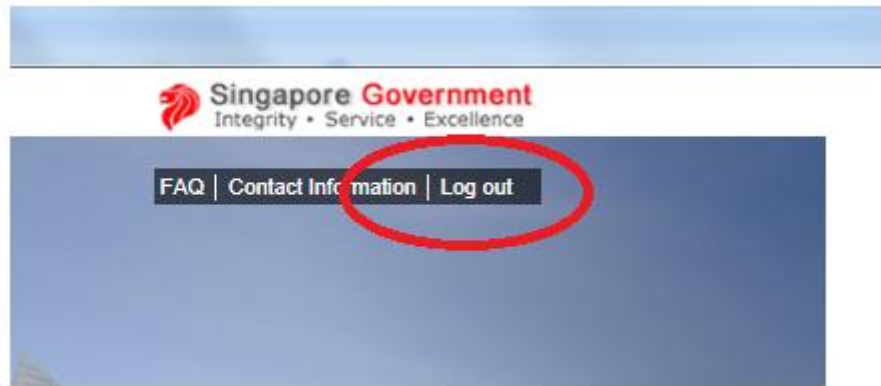 Singapore Government
Integrity • Service • Excellence
FAQ | Contact Information | Log out